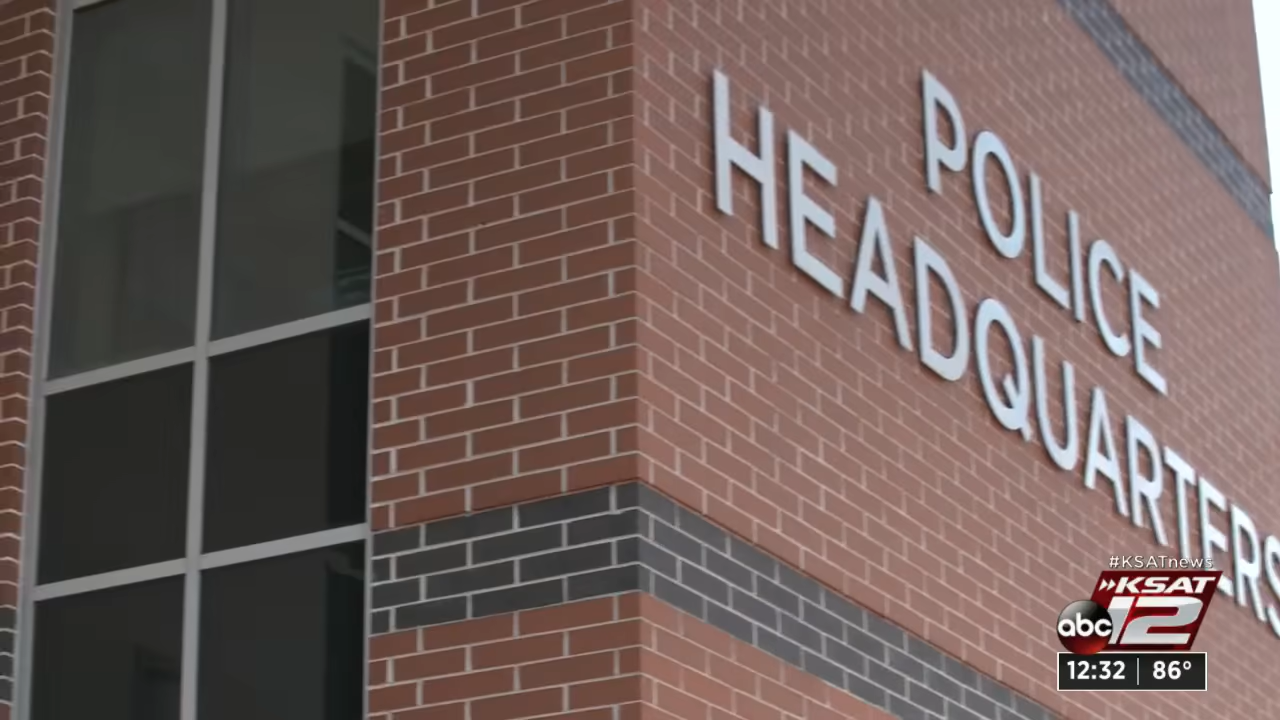 POLICE
HEADQUARTERS
#KSATnews
KSAT
abc 12
12:32 86°